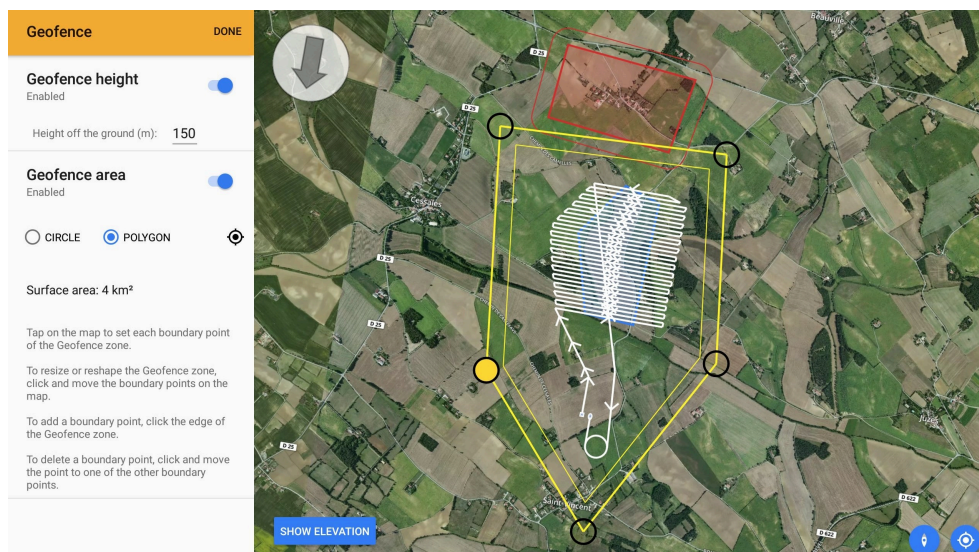 Geofence
DONE
Geofence height
Enabled
Height off the ground (m): 150
Geofence area
Enabled
CIRCLE
POLYGON
Surface area: 4 km²
Tap on the map to set each boundary point
of the Geofence zone.
To resize or reshape the Geofence zone,
click and move the boundary points on the
map.
To add a boundary point, click the edge of
the Geofence zone.
To delete a boundary point, click and move
the point to one of the other boundary
points.
Beauville
D 25
D 25
Cessales
D 25
D 25
D 25
Juzes
Saint-Vincent
D 622
D 622
SHOW ELEVATION